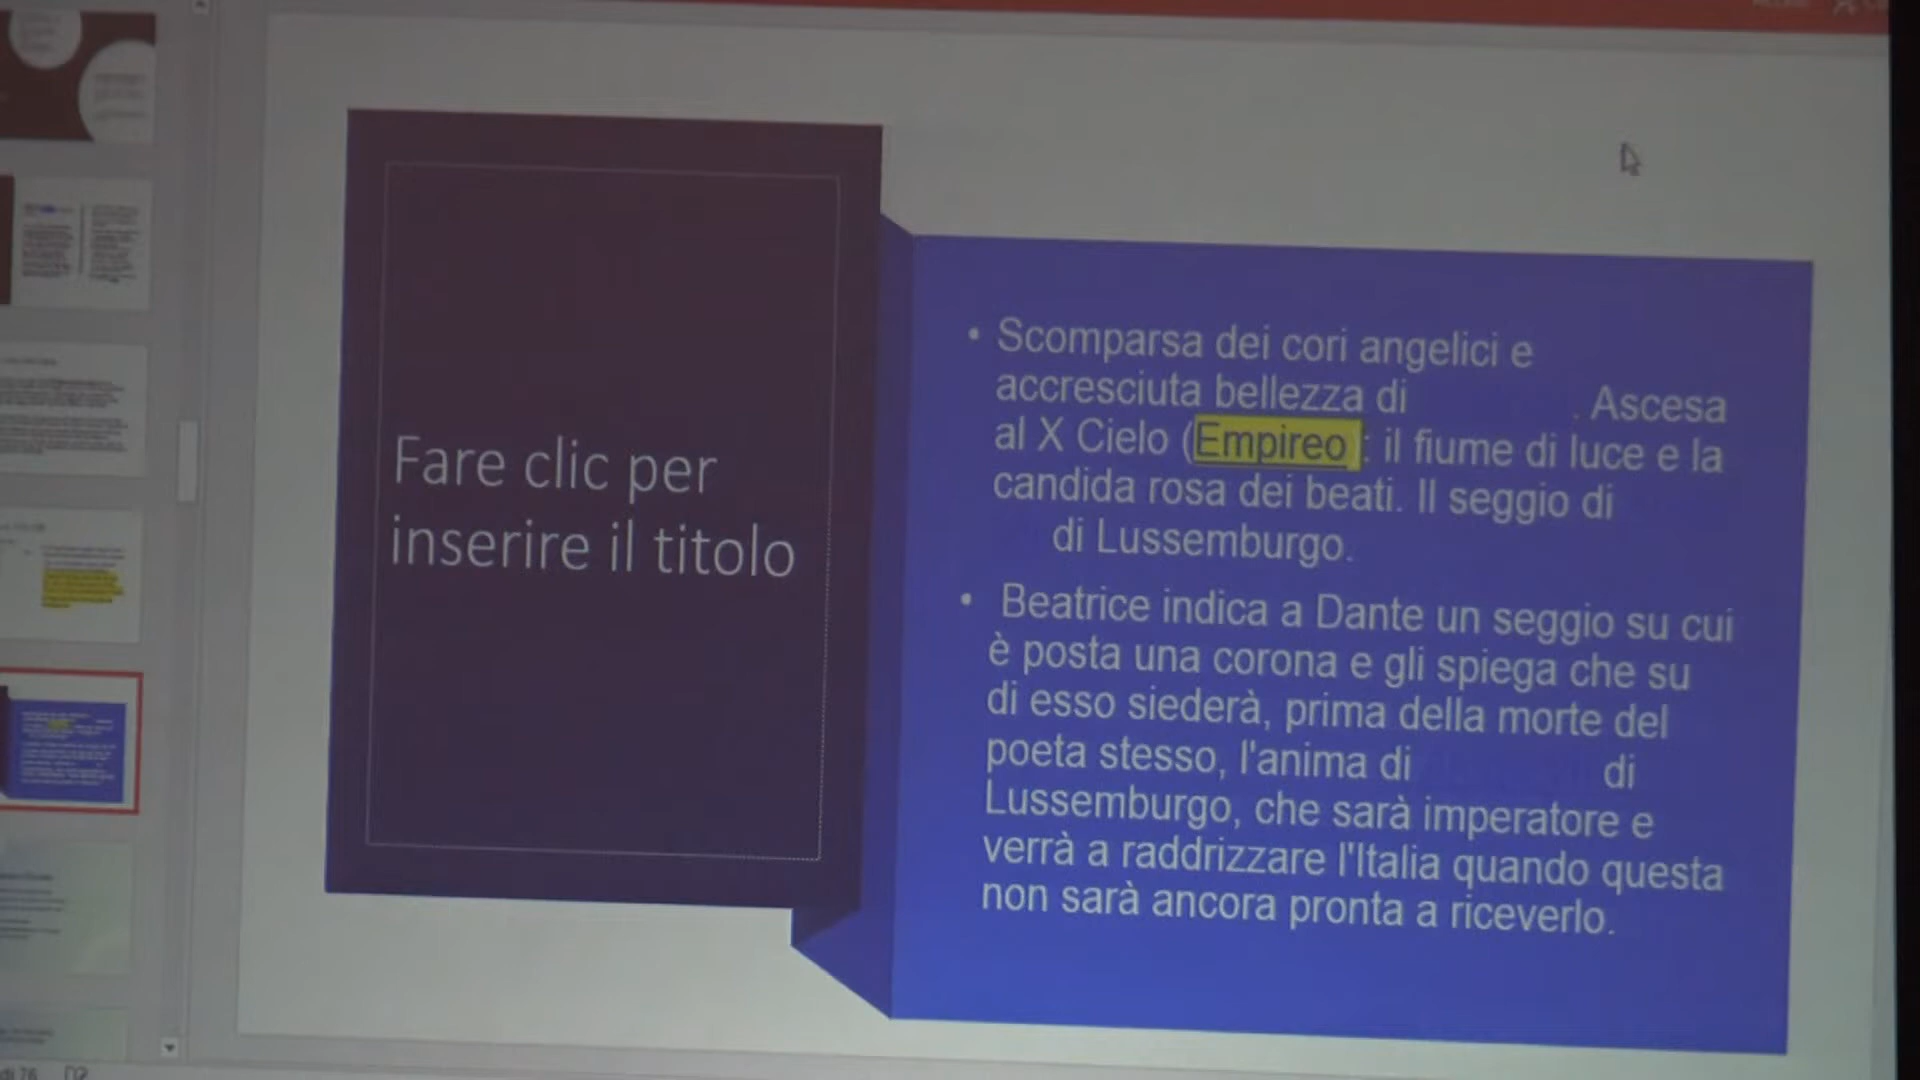 Fare clic per
inserire il titolo
• Scomparsa dei cori angelici e
accresciuta bellezza di . Ascesa
al X Cielo (Empireo : il fiume di luce e la
candida rosa dei beati. Il seggio di
di Lussemburgo.
• Beatrice indica a Dante un seggio su cui
è posta una corona e gli spiega che su
di esso siederà, prima della morte del
poeta stesso, l'anima di di
Lussemburgo, che sarà imperatore e
verrà a raddrizzare l'Italia quando questa
non sarà ancora pronta a riceverlo.
di 76